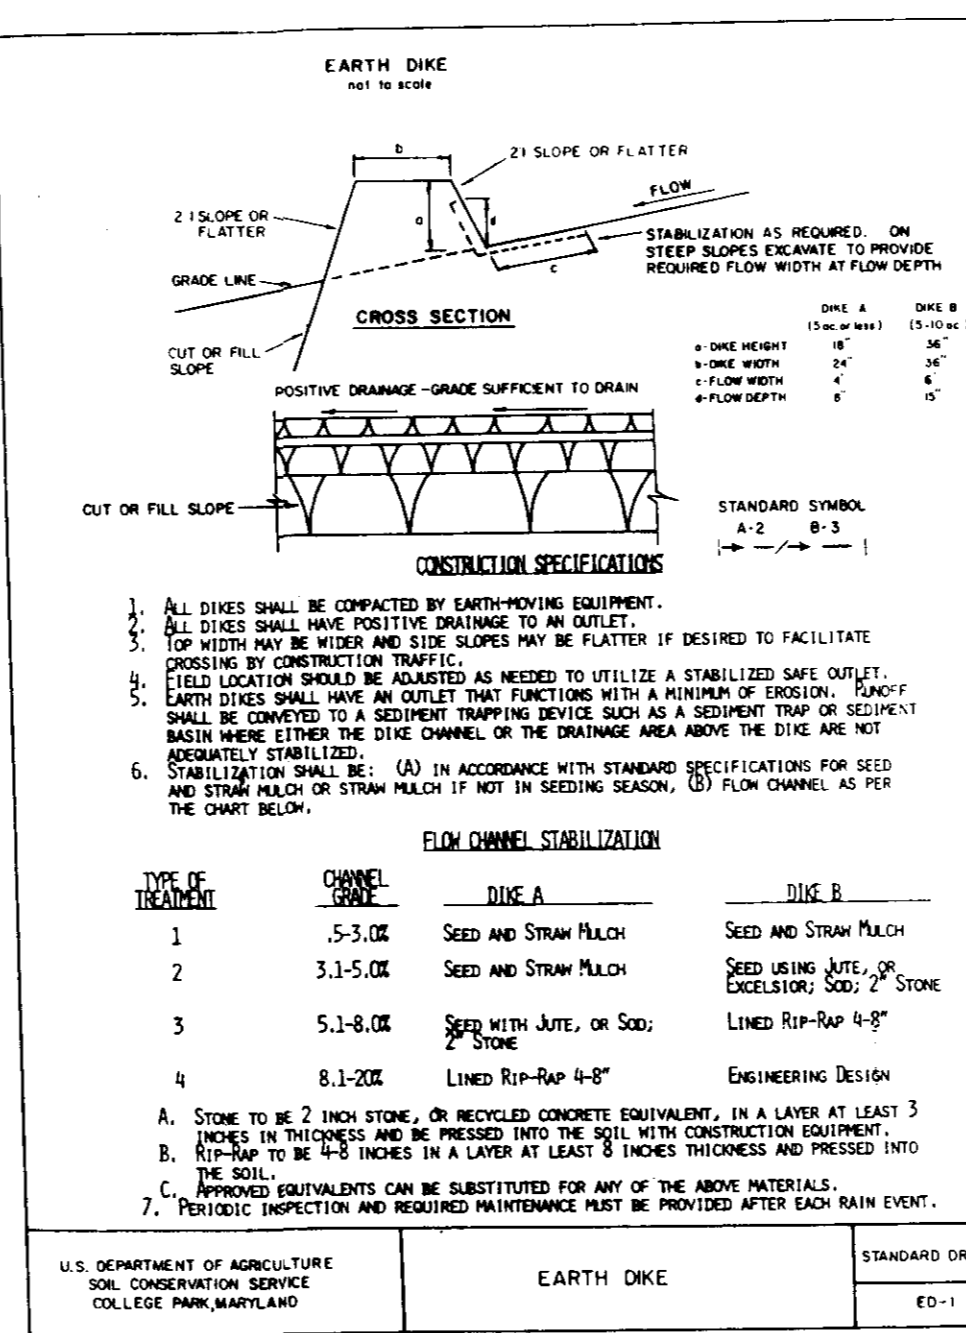 EARTH DIKE
not to scale
b
2:1 SLOPE OR FLATTER
FLOW
2:1 SLOPE OR
FLATTER
a
d
STABILIZATION AS REQUIRED. ON
STEEP SLOPES EXCAVATE TO PROVIDE
REQUIRED FLOW WIDTH AT FLOW DEPTH
c
GRADE LINE
CROSS SECTION
DIKE A DIKE B
(5 ac. or less) (5-10 ac
a-DIKE HEIGHT 18" 36"
b-DIKE WIDTH 24" 36"
c-FLOW WIDTH 4' 6'
d-FLOW DEPTH 8" 15"
CUT OR FILL
SLOPE
POSITIVE DRAINAGE-GRADE SUFFICIENT TO DRAIN
CUT OR FILL SLOPE
STANDARD SYMBOL
A-2 B-3
CONSTRUCTION SPECIFICATIONS
1. ALL DIKES SHALL BE COMPACTED BY EARTH-MOVING EQUIPMENT.
2. ALL DIKES SHALL HAVE POSITIVE DRAINAGE TO AN OUTLET.
3. TOP WIDTH MAY BE WIDER AND SIDE SLOPES MAY BE FLATTER IF DESIRED TO FACILITATE
CROSSING BY CONSTRUCTION TRAFFIC.
4. FIELD LOCATION SHOULD BE ADJUSTED AS NEEDED TO UTILIZE A STABILIZED SAFE OUTLET.
5. EARTH DIKES SHALL HAVE AN OUTLET THAT FUNCTIONS WITH A MINIMUM OF EROSION. RUNOFF
SHALL BE CONVEYED TO A SEDIMENT TRAPPING DEVICE SUCH AS A SEDIMENT TRAP OR SEDIMENT
BASIN WHERE EITHER THE DIKE CHANNEL OR THE DRAINAGE AREA ABOVE THE DIKE ARE NOT
ADEQUATELY STABILIZED.
6. STABILIZATION SHALL BE: (A) IN ACCORDANCE WITH STANDARD SPECIFICATIONS FOR SEED
AND STRAW MULCH OR STRAW MULCH IF NOT IN SEEDING SEASON, (B) FLOW CHANNEL AS PER
THE CHART BELOW.
FLOW CHANNEL STABILIZATION
TYPE OF CHANNEL
TREATMENT GRADE DIKE A DIKE B
1 .5-3.0% SEED AND STRAW MULCH SEED AND STRAW MULCH
2 3.1-5.0% SEED AND STRAW MULCH SEED USING JUTE, OR
EXCELSIOR; SOD; 2" STONE
3 5.1-8.0% SEED WITH JUTE, OR SOD; LINED RIP-RAP 4-8"
2" STONE
4 8.1-20% LINED RIP-RAP 4-8" ENGINEERING DESIGN
A. STONE TO BE 2 INCH STONE, OR RECYCLED CONCRETE EQUIVALENT, IN A LAYER AT LEAST 3
INCHES IN THICKNESS AND BE PRESSED INTO THE SOIL WITH CONSTRUCTION EQUIPMENT.
B. RIP-RAP TO BE 4-8 INCHES IN A LAYER AT LEAST 8 INCHES THICKNESS AND PRESSED INTO
THE SOIL.
C. APPROVED EQUIVALENTS CAN BE SUBSTITUTED FOR ANY OF THE ABOVE MATERIALS.
7. PERIODIC INSPECTION AND REQUIRED MAINTENANCE MUST BE PROVIDED AFTER EACH RAIN EVENT.
U.S. DEPARTMENT OF AGRICULTURE
SOIL CONSERVATION SERVICE
COLLEGE PARK, MARYLAND
EARTH DIKE
STANDARD DR
ED-1